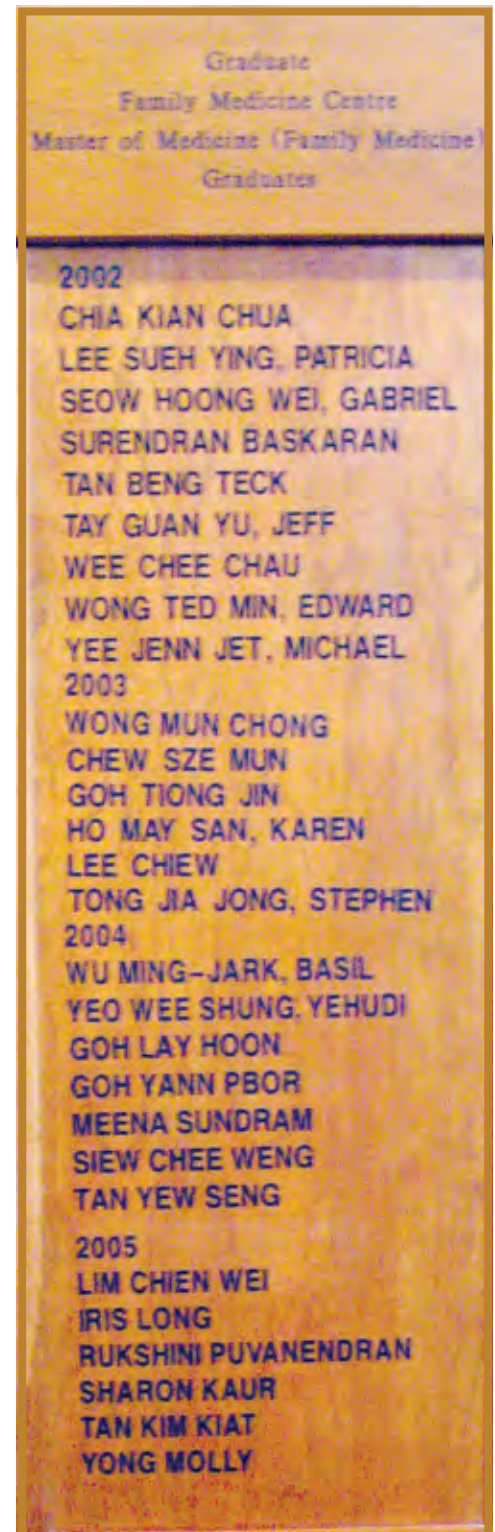 Graduate
Family Medicine Centre
Master of Medicine (Family Medicine)
Graduates
2002
CHIA KIAN CHUA
LEE SUEH YING, PATRICIA
SEOW HOONG WEI, GABRIEL
SURENDRAN BASKARAN
TAN BENG TECK
TAY GUAN YU, JEFF
WEE CHEE CHAU
WONG TED MIN, EDWARD
YEE JENN JET, MICHAEL
2003
WONG MUN CHONG
CHEW SZE MUN
GOH TIONG JIN
HO MAY SAN, KAREN
LEE CHIEW
TONG JIA JONG, STEPHEN
2004
WU MING-JARK, BASIL
YEO WEE SHUNG, YEHUDI
GOH LAY HOON
GOH YANN PBOR
MEENA SUNDRAM
SIEW CHEE WENG
TAN YEW SENG
2005
LIM CHIEN WEI
IRIS LONG
RUKSHINI PUVANENDRAN
SHARON KAUR
TAN KIM KIAT
YONG MOLLY